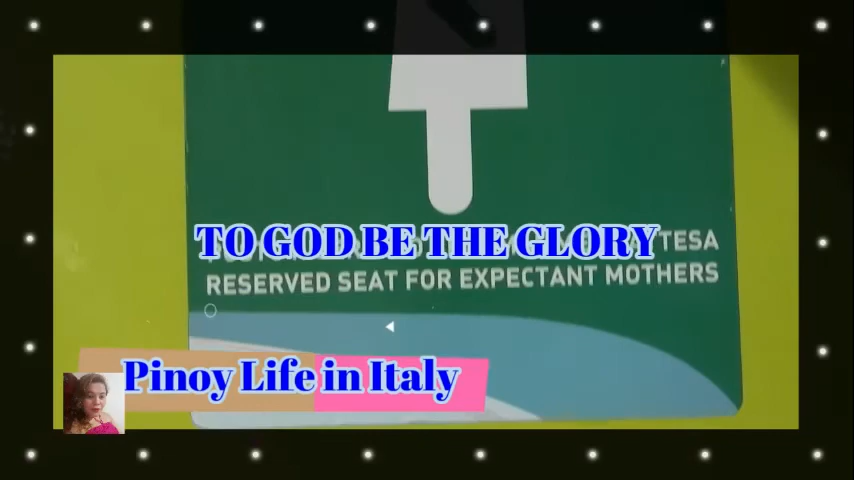 TO GOD BE THE GLORY
TESA
RESERVED SEAT FOR EXPECTANT MOTHERS
Pinoy Life in Italy